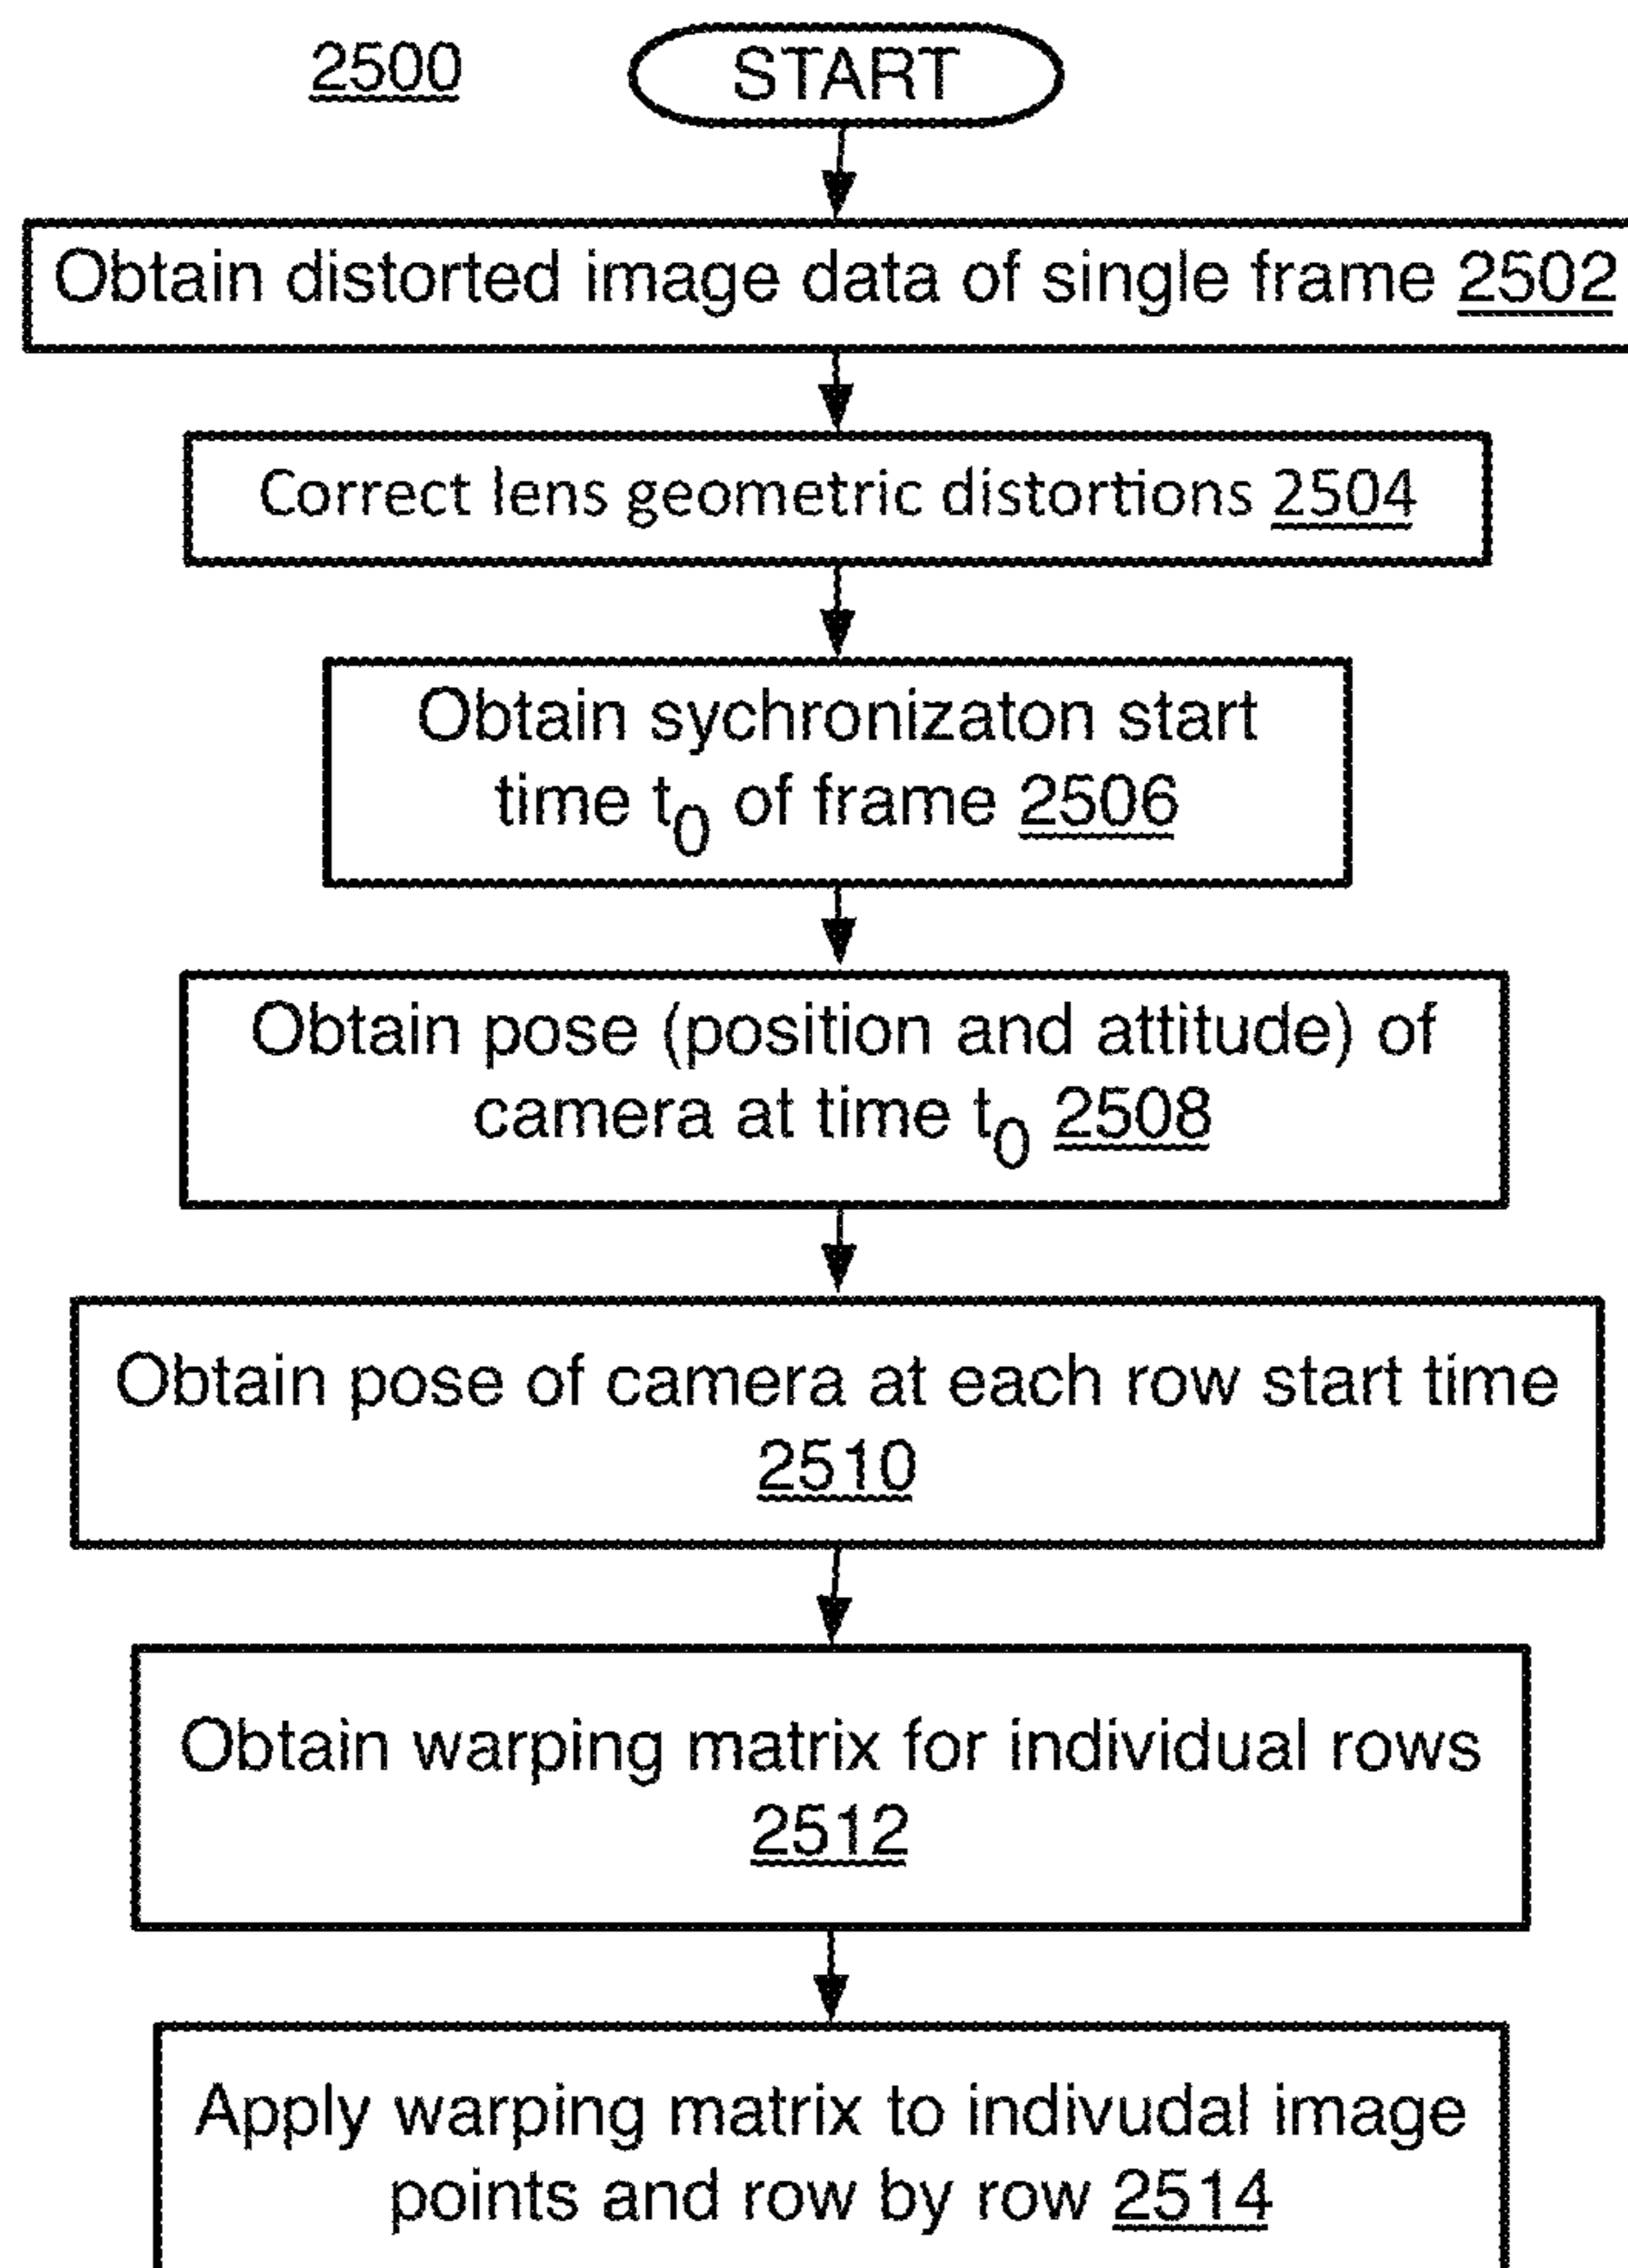 2500
START
Obtain distorted image data of single frame 2502
Correct lens geometric distortions 2504
Obtain sychronizaton start
time t0 of frame 2506
Obtain pose (position and attitude) of
camera at time t0 2508
Obtain pose of camera at each row start time
2510
Obtain warping matrix for individual rows
2512
Apply warping matrix to indivudal image
points and row by row 2514